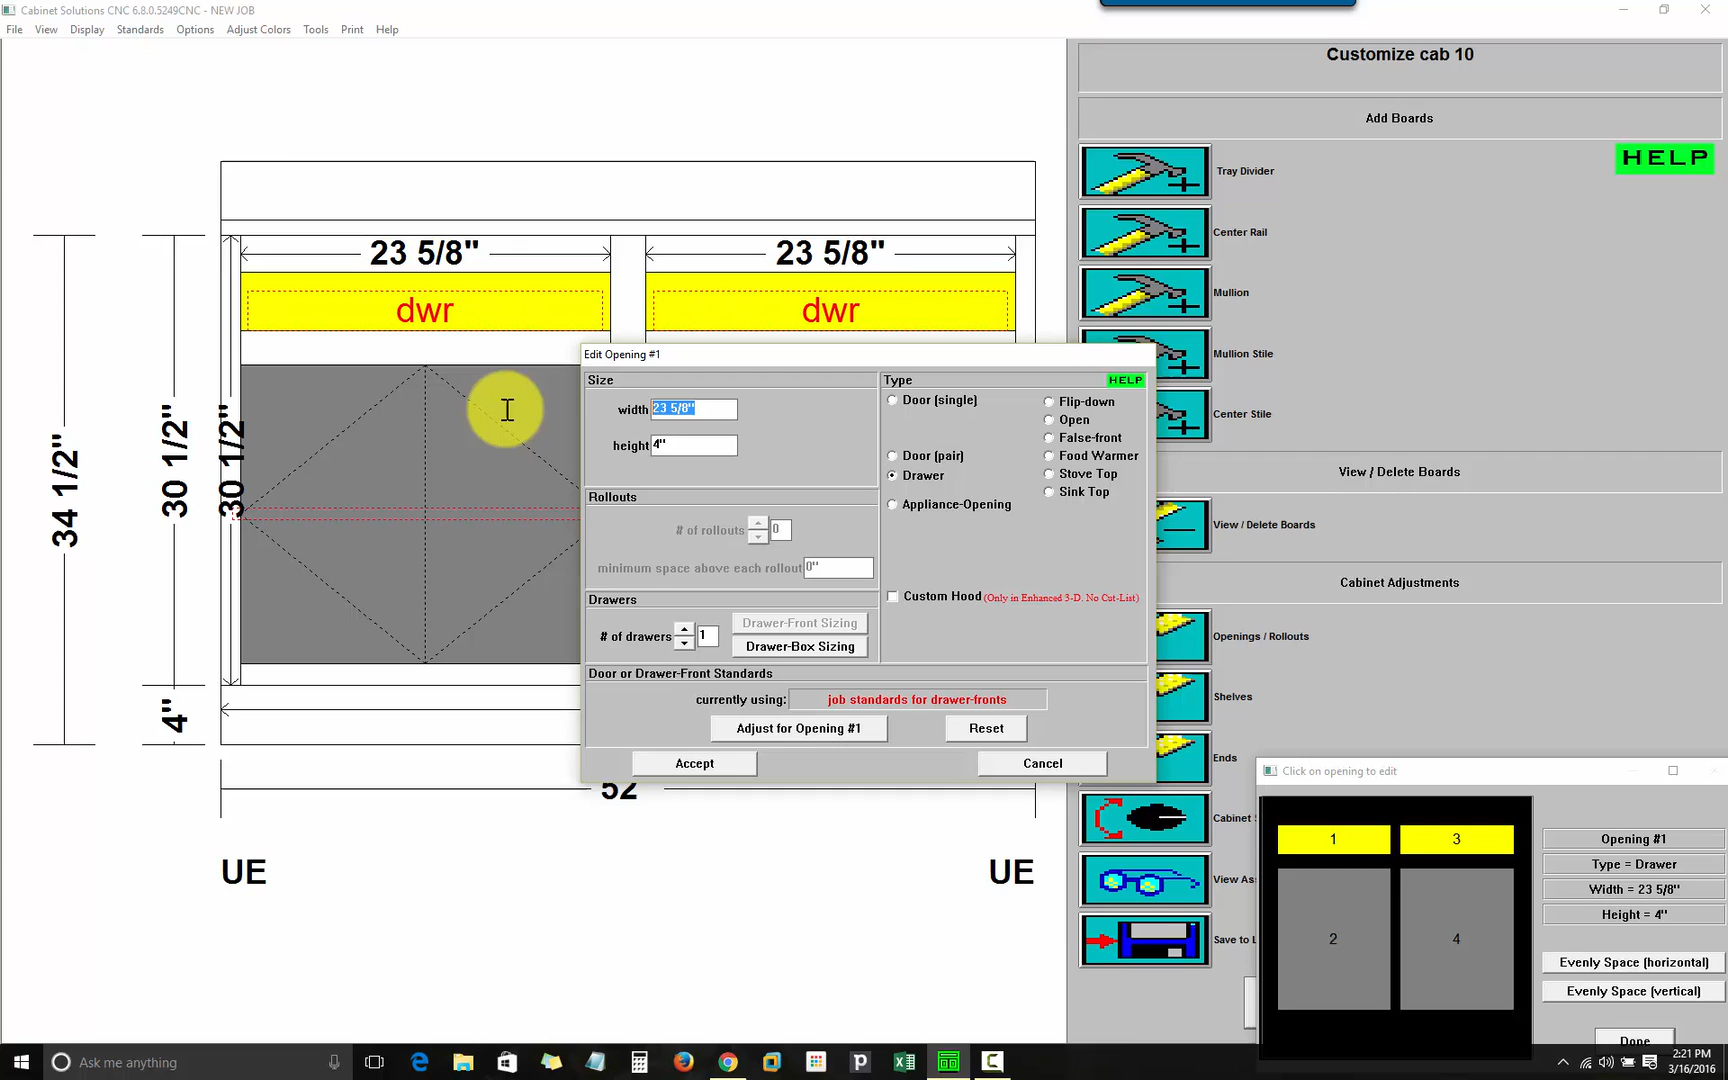 Cabinet Solutions CNC 6.8.0.5249CNC - NEW JOB
File View Display Standards Options Adjust Colors Tools Print Help
Customize cab 10
Add Boards
HELP
Tray Divider
Center Rail
Mullion
Mullion Stile
Center Stile
View / Delete Boards
View / Delete Boards
Cabinet Adjustments
Openings / Rollouts
Shelves
Ends
Cabinet
View As
Save to L
23 5/8" 23 5/8"
dwr dwr
34 1/2"
30 1/2"
30 1/2"
4"
52
UE UE
Edit Opening #1
Size
width 23 5/8"
height 4"
Rollouts
# of rollouts 0
minimum space above each rollout 0"
Drawers
# of drawers 1
Drawer-Front Sizing
Drawer-Box Sizing
Type HELP
Door (single)
Door (pair)
Drawer
Appliance-Opening
Flip-down
Open
False-front
Food Warmer
Stove Top
Sink Top
Custom Hood (Only in Enhanced 3-D. No Cut-List)
Door or Drawer-Front Standards
currently using: job standards for drawer-fronts
Adjust for Opening #1 Reset
Accept Cancel
Click on opening to edit
1 3
2 4
Opening #1
Type = Drawer
Width = 23 5/8"
Height = 4"
Evenly Space (horizontal)
Evenly Space (vertical)
Done
Ask me anything
2:21 PM
3/16/2016